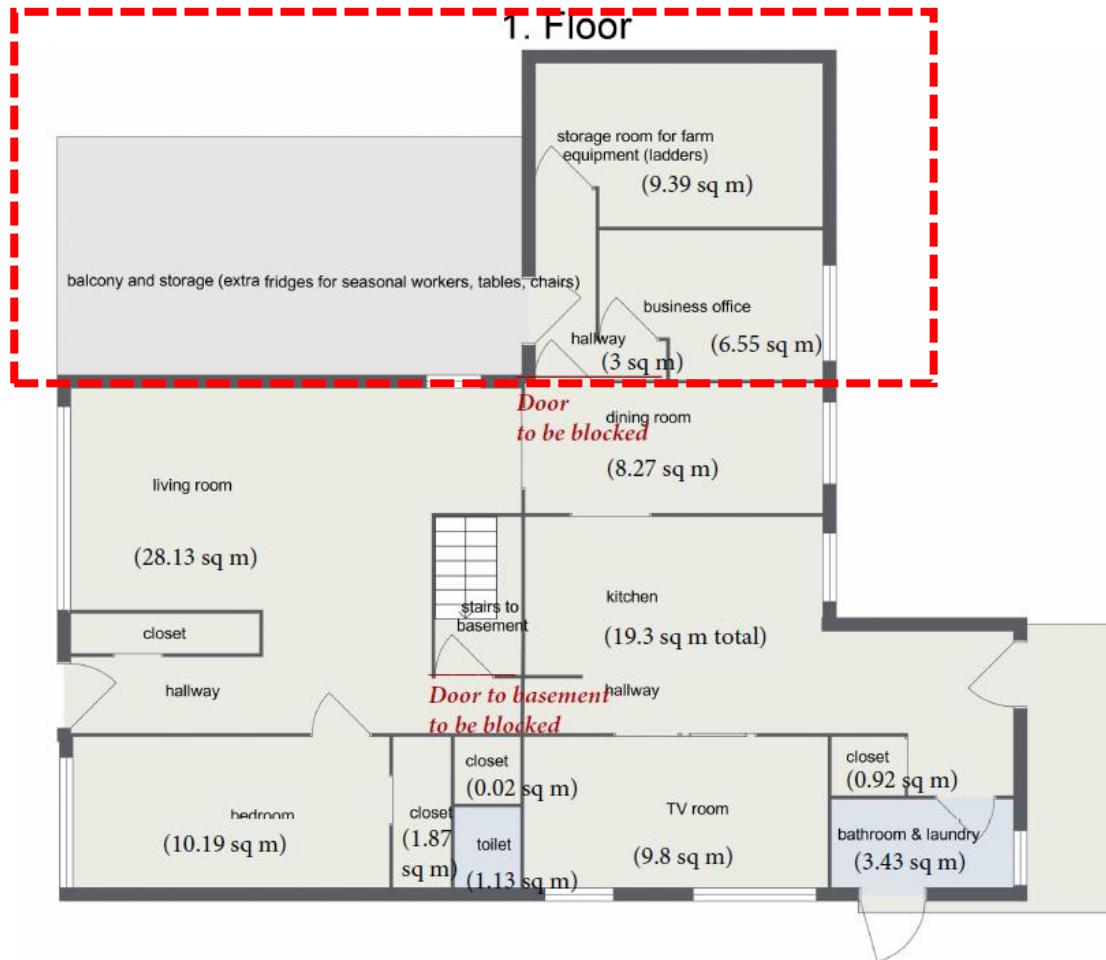 1. Floor
storage room for farm
equipment (ladders)
(9.39 sq m)
balcony and storage (extra fridges for seasonal workers, tables, chairs)
business office
(6.55 sq m)
hallway
(3 sq m)
Door
to be blocked
dining room
(8.27 sq m)
living room
(28.13 sq m)
stairs to
basement
kitchen
(19.3 sq m total)
closet
hallway
Door to basement
to be blocked
hallway
closet
(0.02 sq m)
closet
(0.92 sq m)
bedroom
(10.19 sq m)
closet
(1.87
sq m)
toilet
(1.13 sq m)
TV room
(9.8 sq m)
bathroom & laundry
(3.43 sq m)